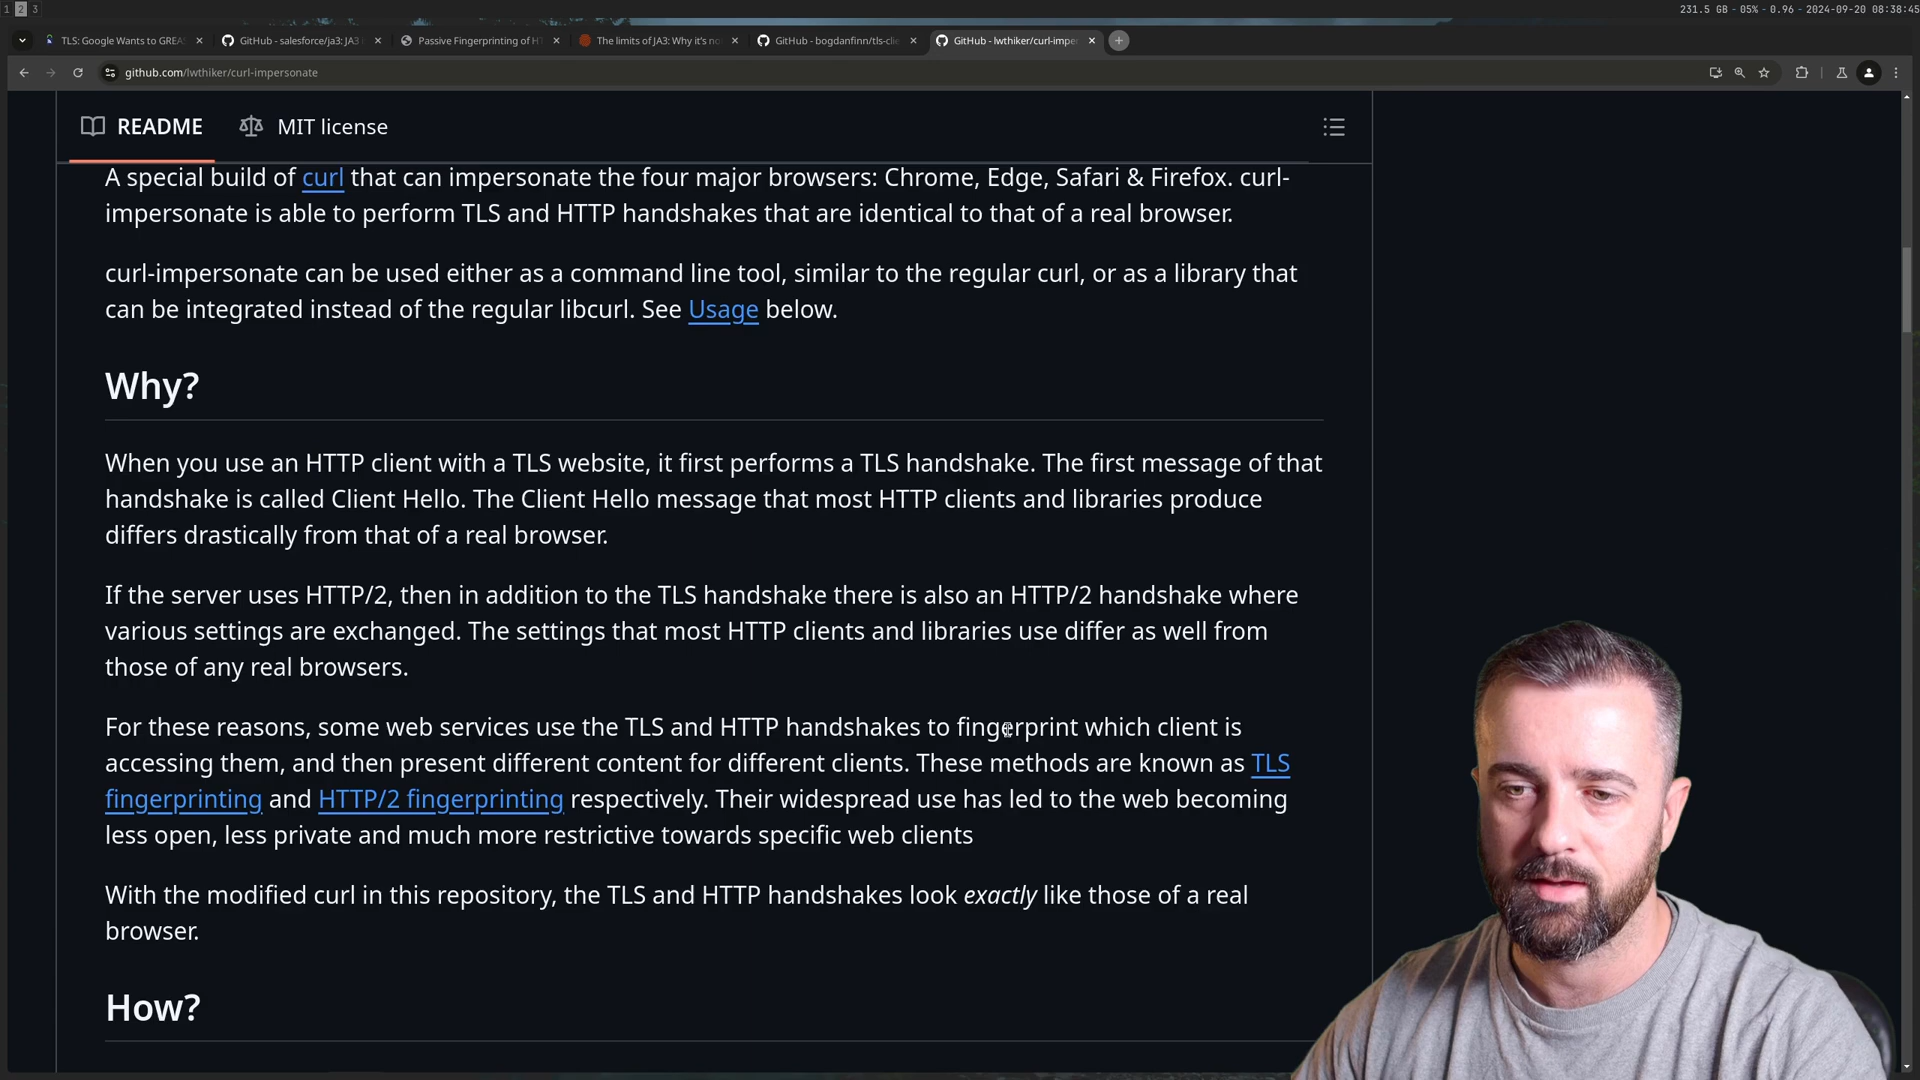 1 2 3
231.5 GB - 05% - 0.96 - 2024-09-20 08:38:45
TLS: Google Wants to GREA
GitHub - salesforce/ja3: JA3
Passive Fingerprinting of HT
The limits of JA3: Why it's no
GitHub - bogdanfinn/tls-clie
GitHub - lwthiker/curl-impe
github.com/lwthiker/curl-impersonate
README
MIT license
A special build of curl that can impersonate the four major browsers: Chrome, Edge, Safari & Firefox. curl-
impersonate is able to perform TLS and HTTP handshakes that are identical to that of a real browser.
curl-impersonate can be used either as a command line tool, similar to the regular curl, or as a library that
can be integrated instead of the regular libcurl. See Usage below.
Why?
When you use an HTTP client with a TLS website, it first performs a TLS handshake. The first message of that
handshake is called Client Hello. The Client Hello message that most HTTP clients and libraries produce
differs drastically from that of a real browser.
If the server uses HTTP/2, then in addition to the TLS handshake there is also an HTTP/2 handshake where
various settings are exchanged. The settings that most HTTP clients and libraries use differ as well from
those of any real browsers.
For these reasons, some web services use the TLS and HTTP handshakes to fingerprint which client is
accessing them, and then present different content for different clients. These methods are known as TLS
fingerprinting and HTTP/2 fingerprinting respectively. Their widespread use has led to the web becoming
less open, less private and much more restrictive towards specific web clients
With the modified curl in this repository, the TLS and HTTP handshakes look exactly like those of a real
browser.
How?